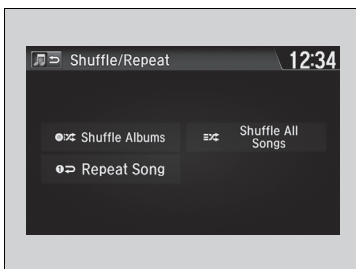 Shuffle/Repeat
12:34
Shuffle Albums
Shuffle All
Songs
Repeat Song